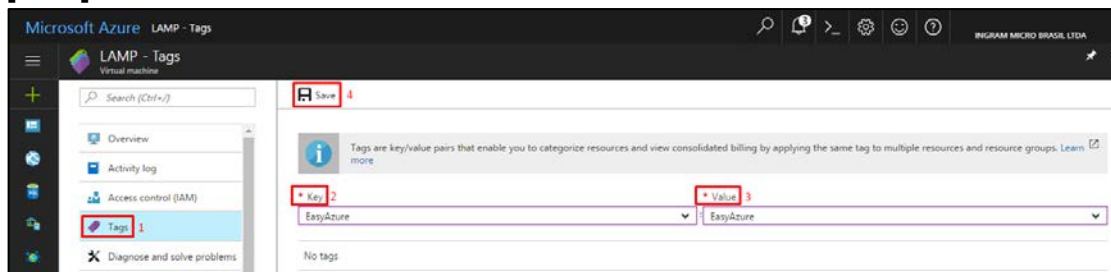 Microsoft Azure LAMP - Tags
3
>_
INGRAM MICRO BRASIL LTDA
LAMP - Tags
Virtual machine
Search (Ctrl+/)
Save 4
Overview
Tags are key/value pairs that enable you to categorize resources and view consolidated billing by applying the same tag to multiple resources and resource groups. Learn
more
Activity log
Access control (IAM)
* Key 2
* Value 3
EasyAzure : EasyAzure
Tags 1
Diagnose and solve problems
No tags